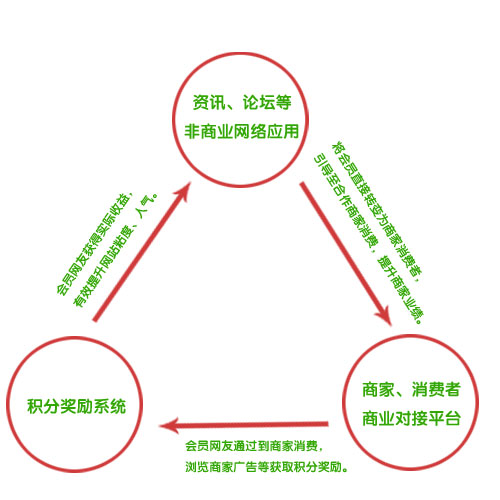 资讯、论坛等
非商业网络应用
将会员直接转变为商家消费者，
引导至合作商家消费，提升商家业绩。
会员网友获得实际收益，
有效提升网站粘度、人气。
积分奖励系统
商家、消费者
商业对接平台
会员网友通过到商家消费，
浏览商家广告等获取积分奖励。